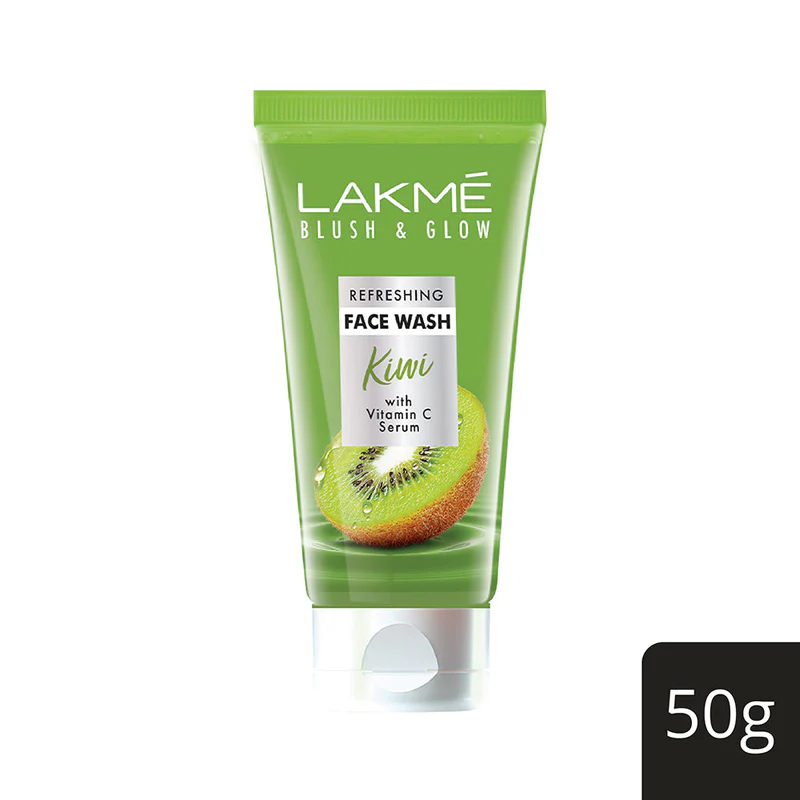 LAKMÉ
BLUSH & GLOW
REFRESHING
FACE WASH
Kiwi
with
Vitamin C
Serum
50g